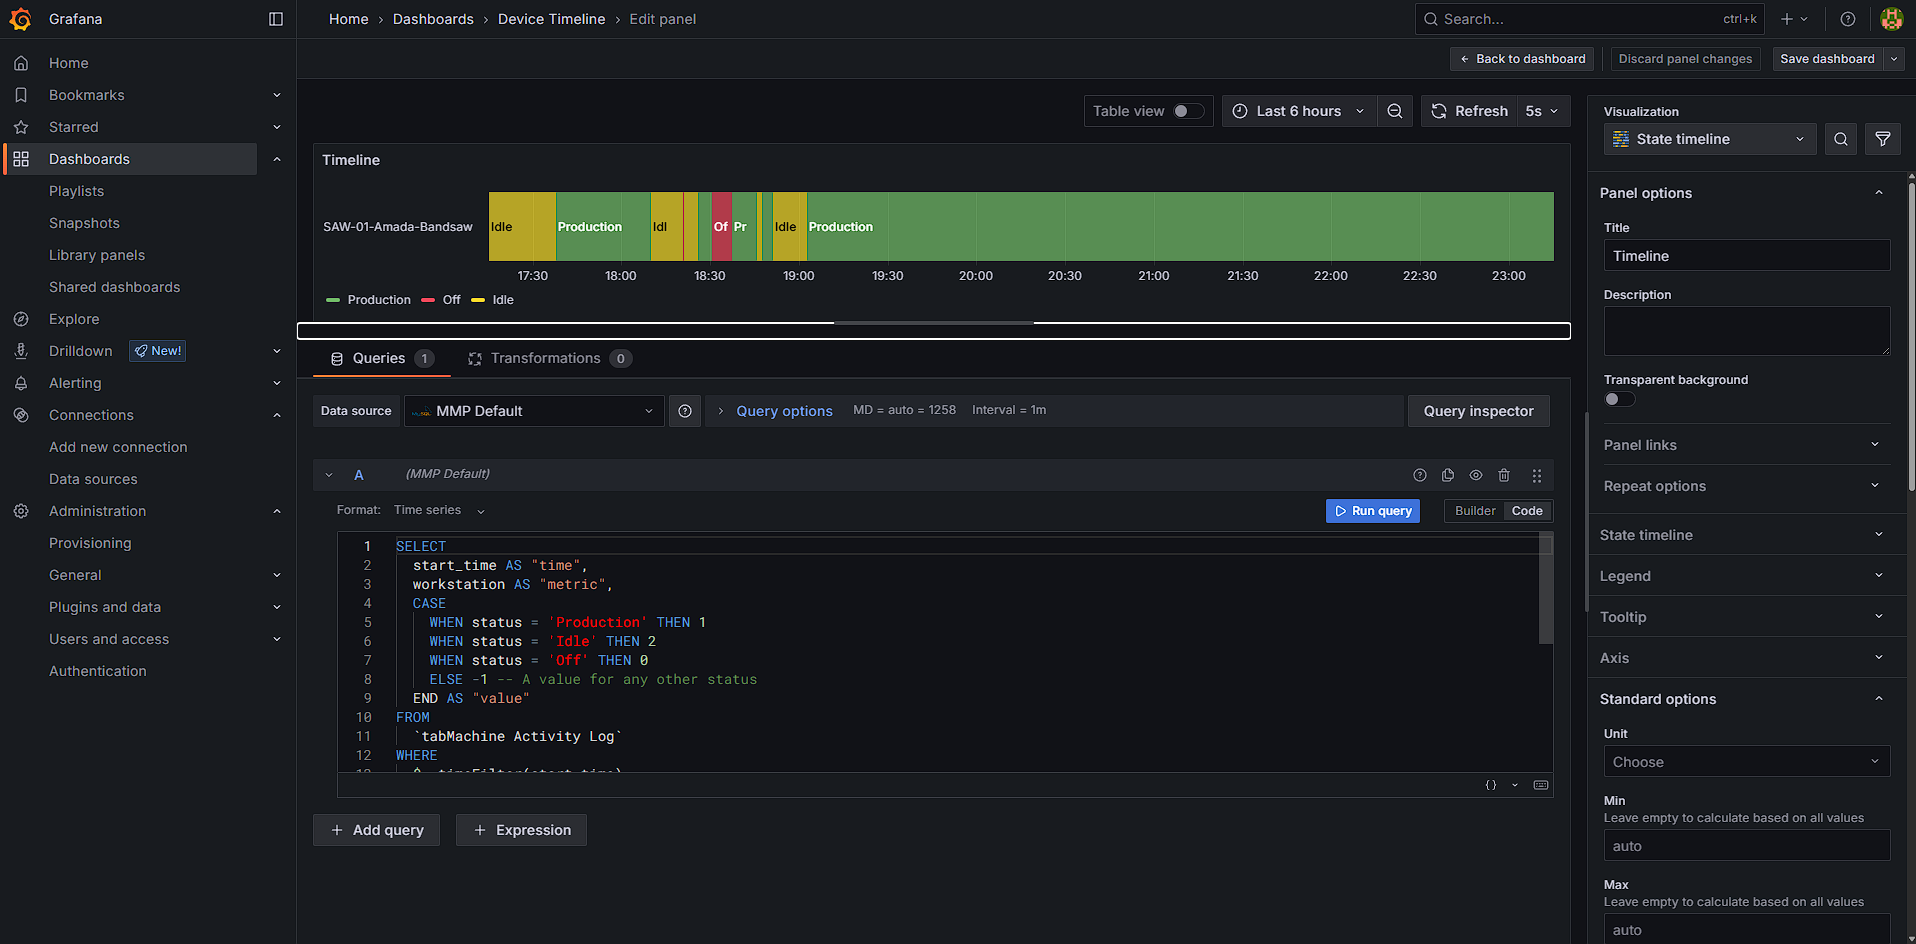 Grafana
Home › Dashboards › Device Timeline › Edit panel
Search...
ctrl+k
Back to dashboard
Discard panel changes
Save dashboard
Home
Bookmarks
Starred
Dashboards
Playlists
Snapshots
Library panels
Shared dashboards
Explore
Drilldown
New!
Alerting
Connections
Add new connection
Data sources
Administration
Provisioning
General
Plugins and data
Users and access
Authentication
Table view
Last 6 hours
Refresh
5s
Timeline
SAW-01-Amada-Bandsaw
Idle Production Idl Of Pr Idle Production
17:30 18:00 18:30 19:00 19:30 20:00 20:30 21:00 21:30 22:00 22:30 23:00
Production Off Idle
Queries 1
Transformations 0
Data source
MMP Default
Query options
MD = auto = 1258
Interval = 1m
Query inspector
A
(MMP Default)
Format: Time series
Run query
Builder
Code
1 SELECT
2 start_time AS "time",
3 workstation AS "metric",
4 CASE
5 WHEN status = 'Production' THEN 1
6 WHEN status = 'Idle' THEN 2
7 WHEN status = 'Off' THEN 0
8 ELSE -1 -- A value for any other status
9 END AS "value"
10 FROM
11 `tabMachine Activity Log`
12 WHERE
{}
+ Add query
+ Expression
Visualization
State timeline
Panel options
Title
Timeline
Description
Transparent background
Panel links
Repeat options
State timeline
Legend
Tooltip
Axis
Standard options
Unit
Choose
Min
Leave empty to calculate based on all values
auto
Max
Leave empty to calculate based on all values
auto